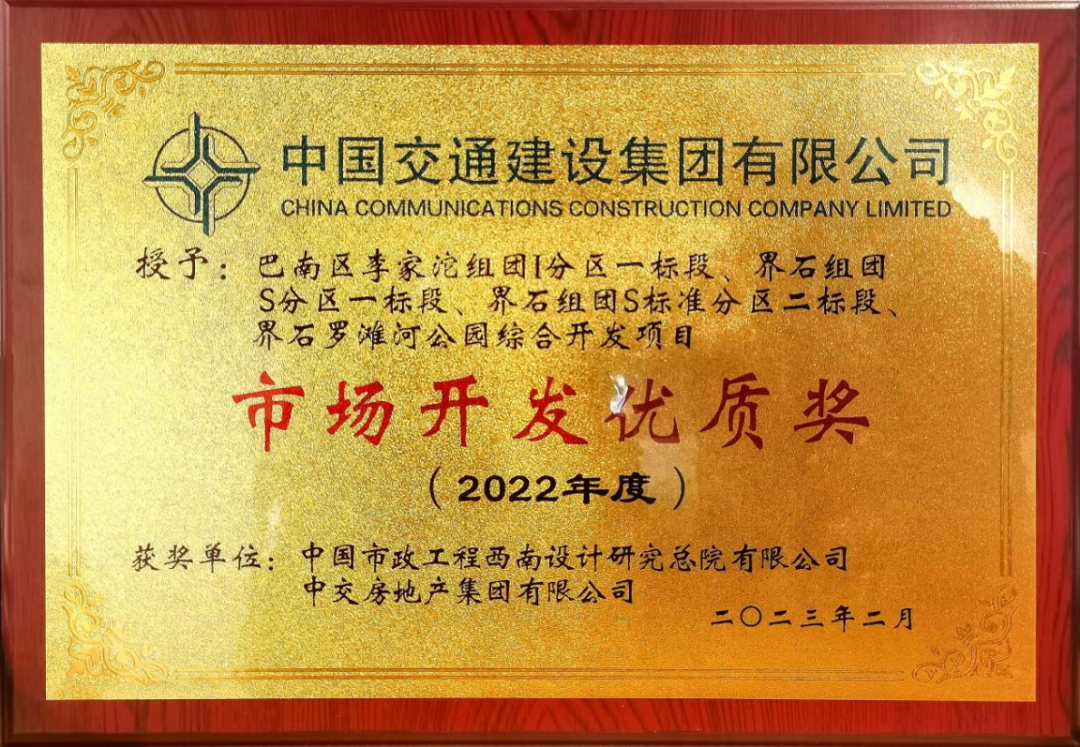 中国交通建设集团有限公司
CHINA COMMUNICATIONS CONSTRUCTION COMPANY LIMITED
授予：巴南区李家沱组团I分区一标段、界石组团
S分区一标段、界石组团S标准分区二标段、
界石罗滩河公园综合开发项目
市场开发优质奖
（2022年度）
获奖单位：中国市政工程西南设计研究总院有限公司
中交房地产集团有限公司
二〇二三年二月